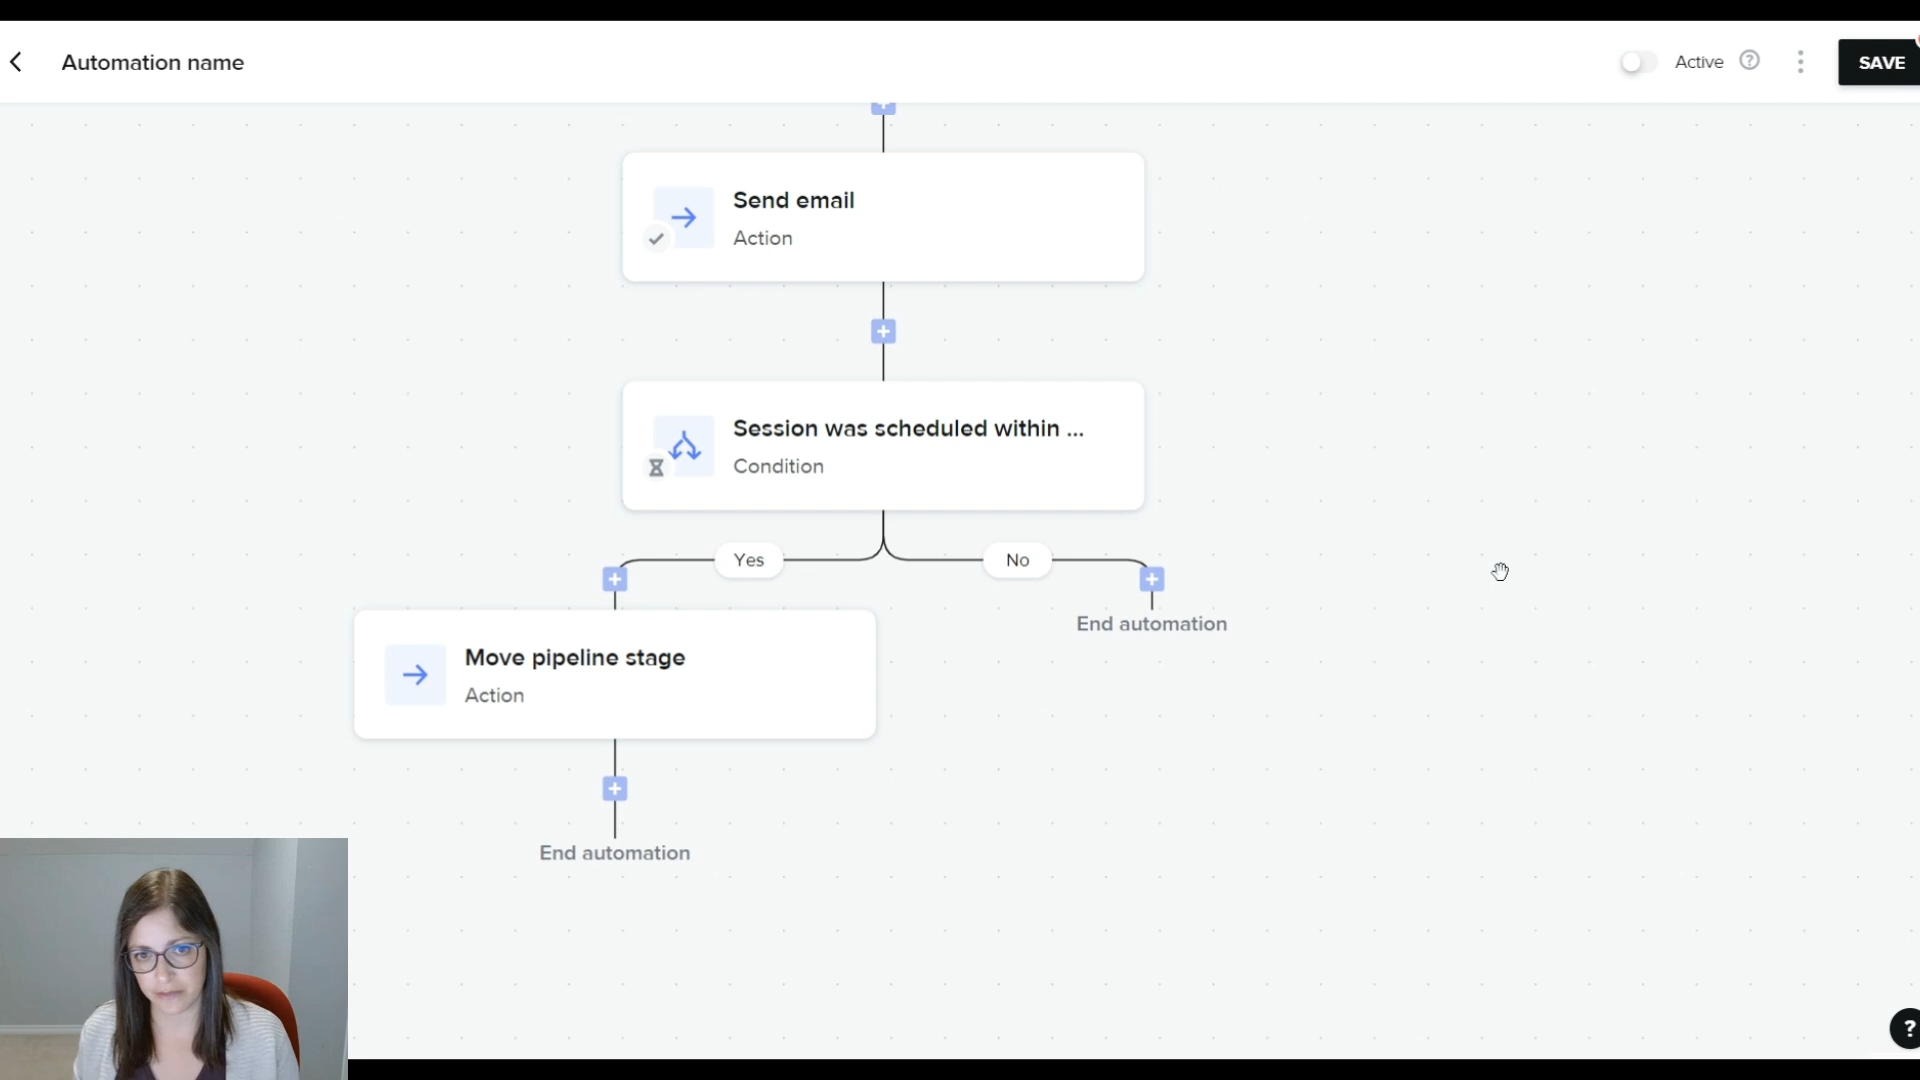 Automation name
Active
SAVE
Send email
Action
Session was scheduled within ...
Condition
Yes
No
End automation
Move pipeline stage
Action
End automation